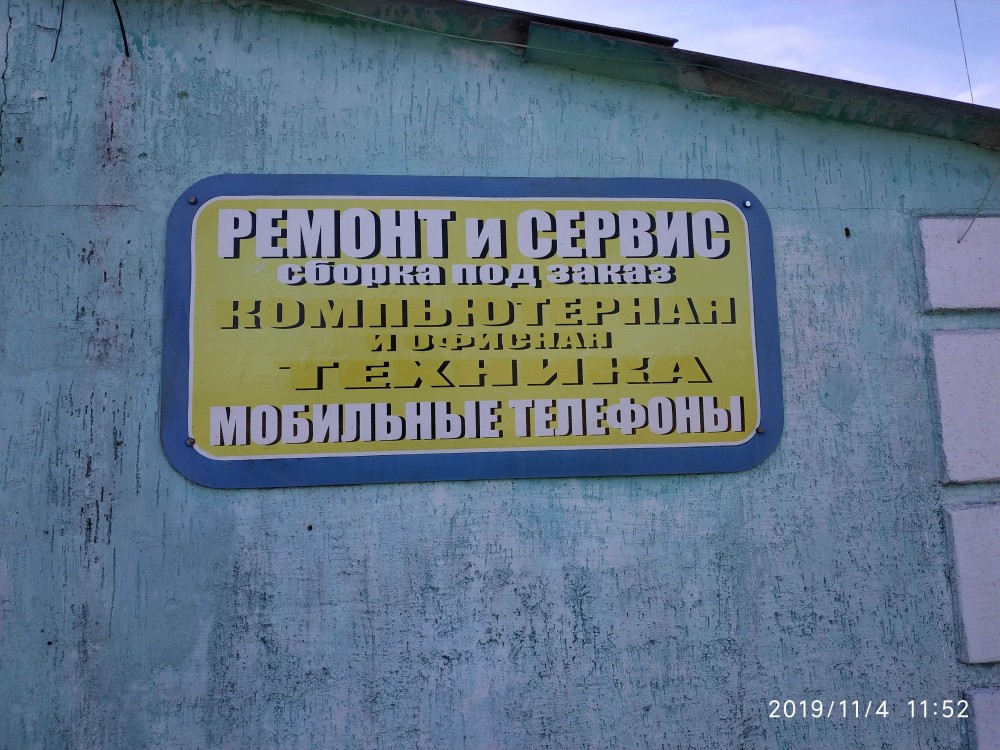 РЕМОНТ и СЕРВИС
сборка под заказ
КОМПЬЮТЕРНАЯ
И ОФИСНАЯ
ТЕХНИКА
МОБИЛЬНЫЕ ТЕЛЕФОНЫ
2019/11/4 11:52